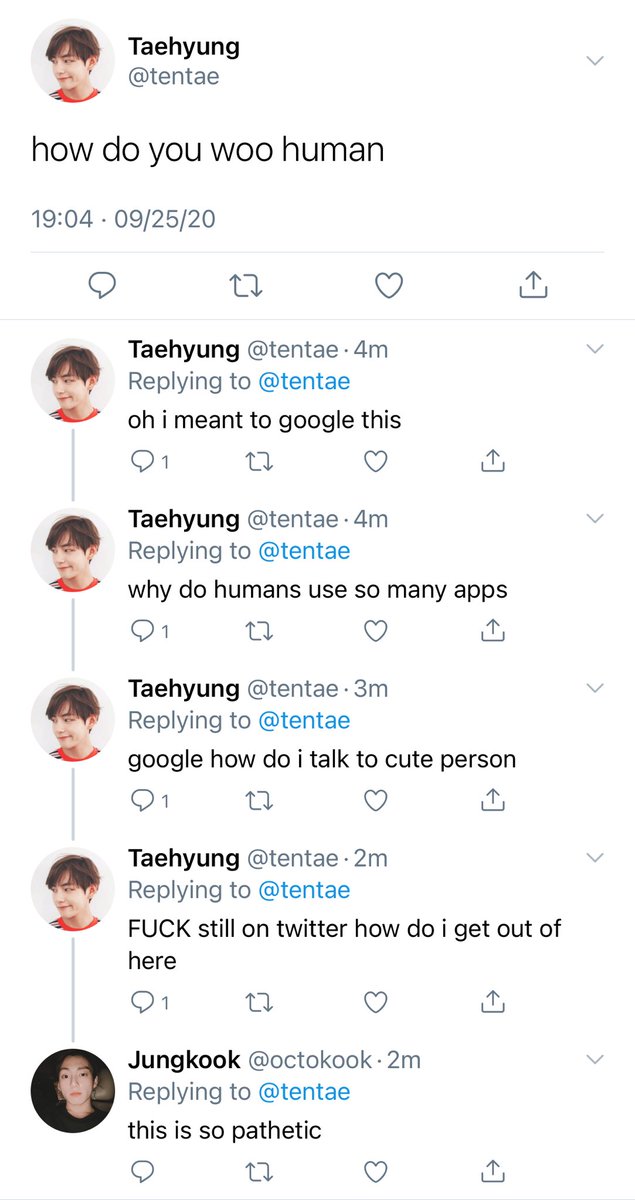 Taehyung
@tentae
how do you woo human
19:04 · 09/25/20
Taehyung @tentae · 4m
Replying to @tentae
oh i meant to google this
1
Taehyung @tentae · 4m
Replying to @tentae
why do humans use so many apps
1
Taehyung @tentae · 3m
Replying to @tentae
google how do i talk to cute person
1
Taehyung @tentae · 2m
Replying to @tentae
FUCK still on twitter how do i get out of
here
1
Jungkook @octokook · 2m
Replying to @tentae
this is so pathetic